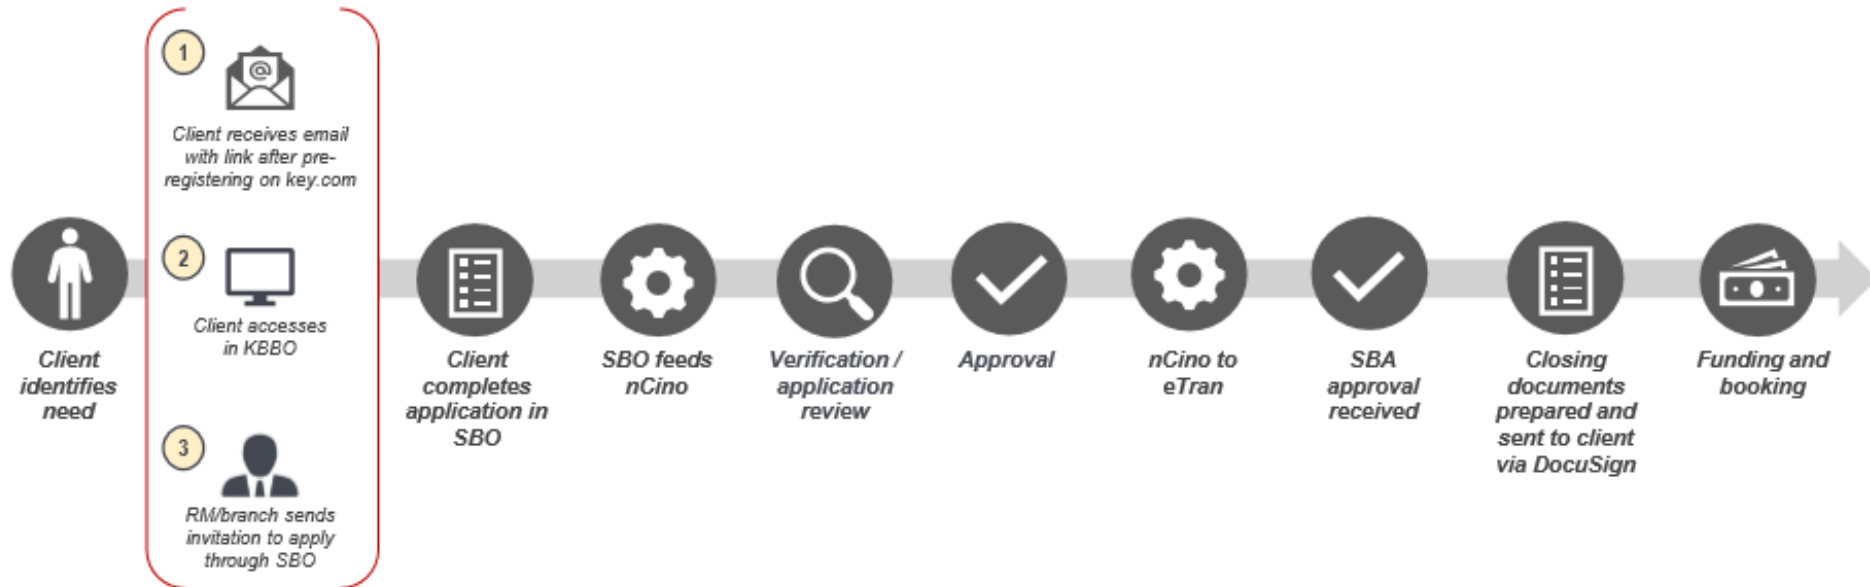 1
Client receives email
with link after pre-
registering on key.com
2
Client accesses
in KBBO
3
RM/branch sends
invitation to apply
through SBO
Client
identifies
need
Client
completes
application in
SBO
SBO feeds
nCino
Verification /
application
review
Approval
nCino to
eTran
SBA
approval
received
Closing
documents
prepared and
sent to client
via DocuSign
Funding and
booking